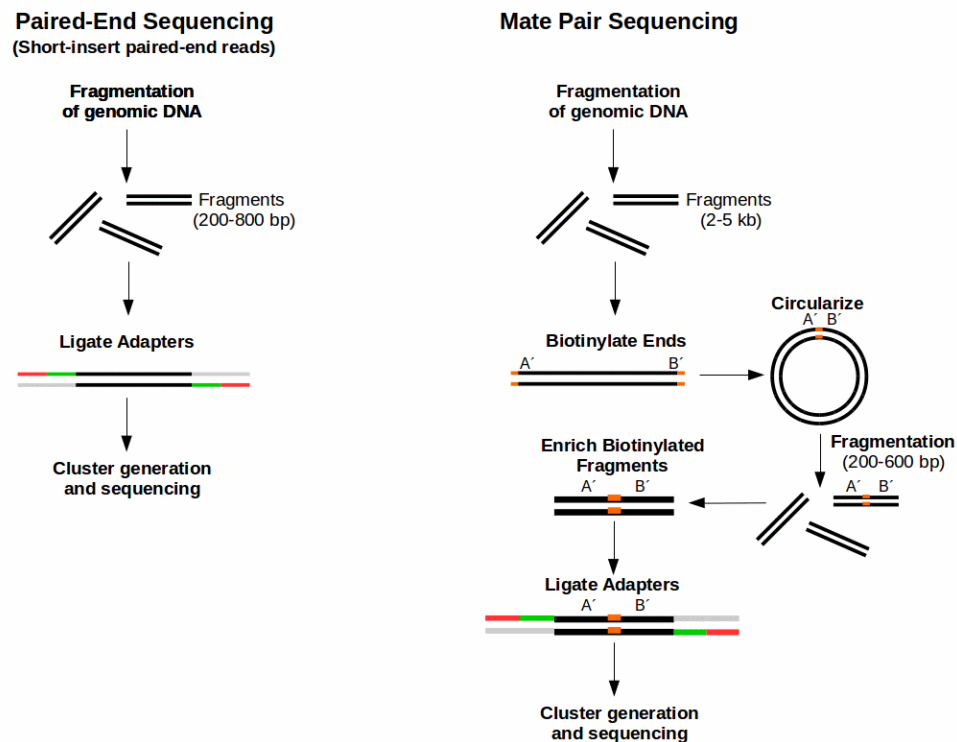 Paired-End Sequencing
(Short-insert paired-end reads)
Fragmentation
of genomic DNA
Fragments
(200-800 bp)
Ligate Adapters
Cluster generation
and sequencing
Mate Pair Sequencing
Fragmentation
of genomic DNA
Fragments
(2-5 kb)
Biotinylate Ends
A´ B´
Circularize
A´ B´
Fragmentation
(200-600 bp)
A´ B´
Enrich Biotinylated
Fragments
A´ B´
Ligate Adapters
A´ B´
Cluster generation
and sequencing